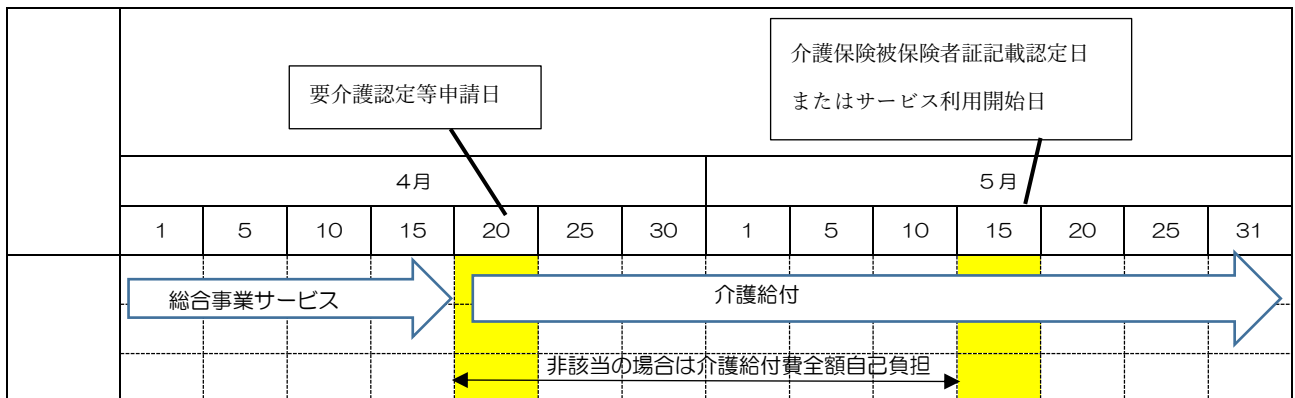 介護保険被保険者証記載認定日
またはサービス利用開始日
要介護認定等申請日
4月 5月
1 5 10 15 20 25 30 1 5 10 15 20 25 31
総合事業サービス 介護給付
非該当の場合は介護給付費全額自己負担